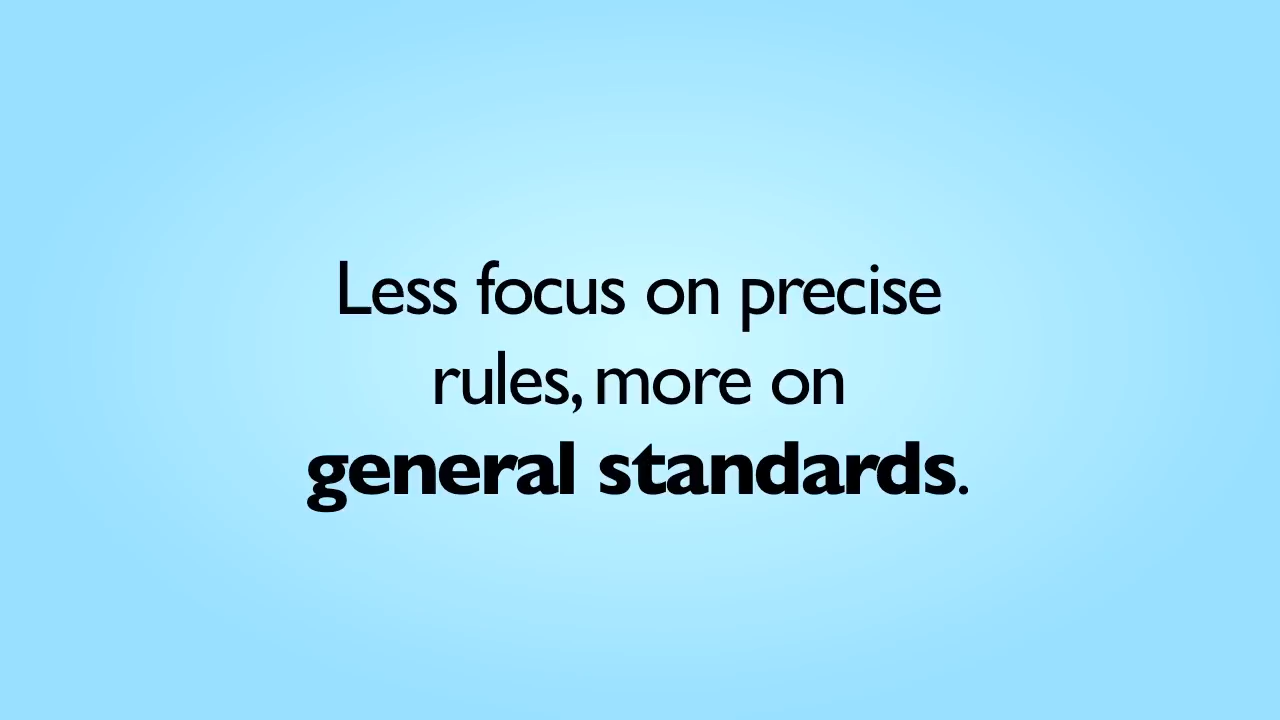 Less focus on precise
rules, more on
general standards.